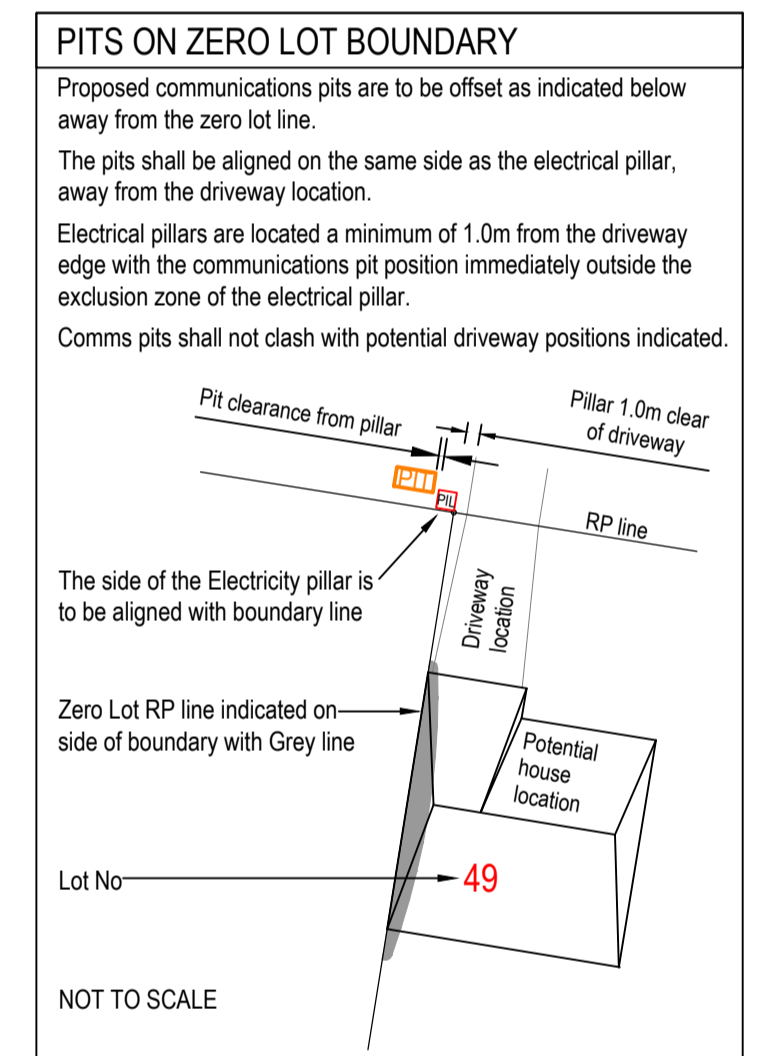 PITS ON ZERO LOT BOUNDARY
Proposed communications pits are to be offset as indicated below
away from the zero lot line.
The pits shall be aligned on the same side as the electrical pillar,
away from the driveway location.
Electrical pillars are located a minimum of 1.0m from the driveway
edge with the communications pit position immediately outside the
exclusion zone of the electrical pillar.
Comms pits shall not clash with potential driveway positions indicated.
Pit clearance from pillar
Pillar 1.0m clear
of driveway
PIT
PIL
RP line
The side of the Electricity pillar is
to be aligned with boundary line
Driveway
location
Zero Lot RP line indicated on
side of boundary with Grey line
Potential
house
location
Lot No
49
NOT TO SCALE